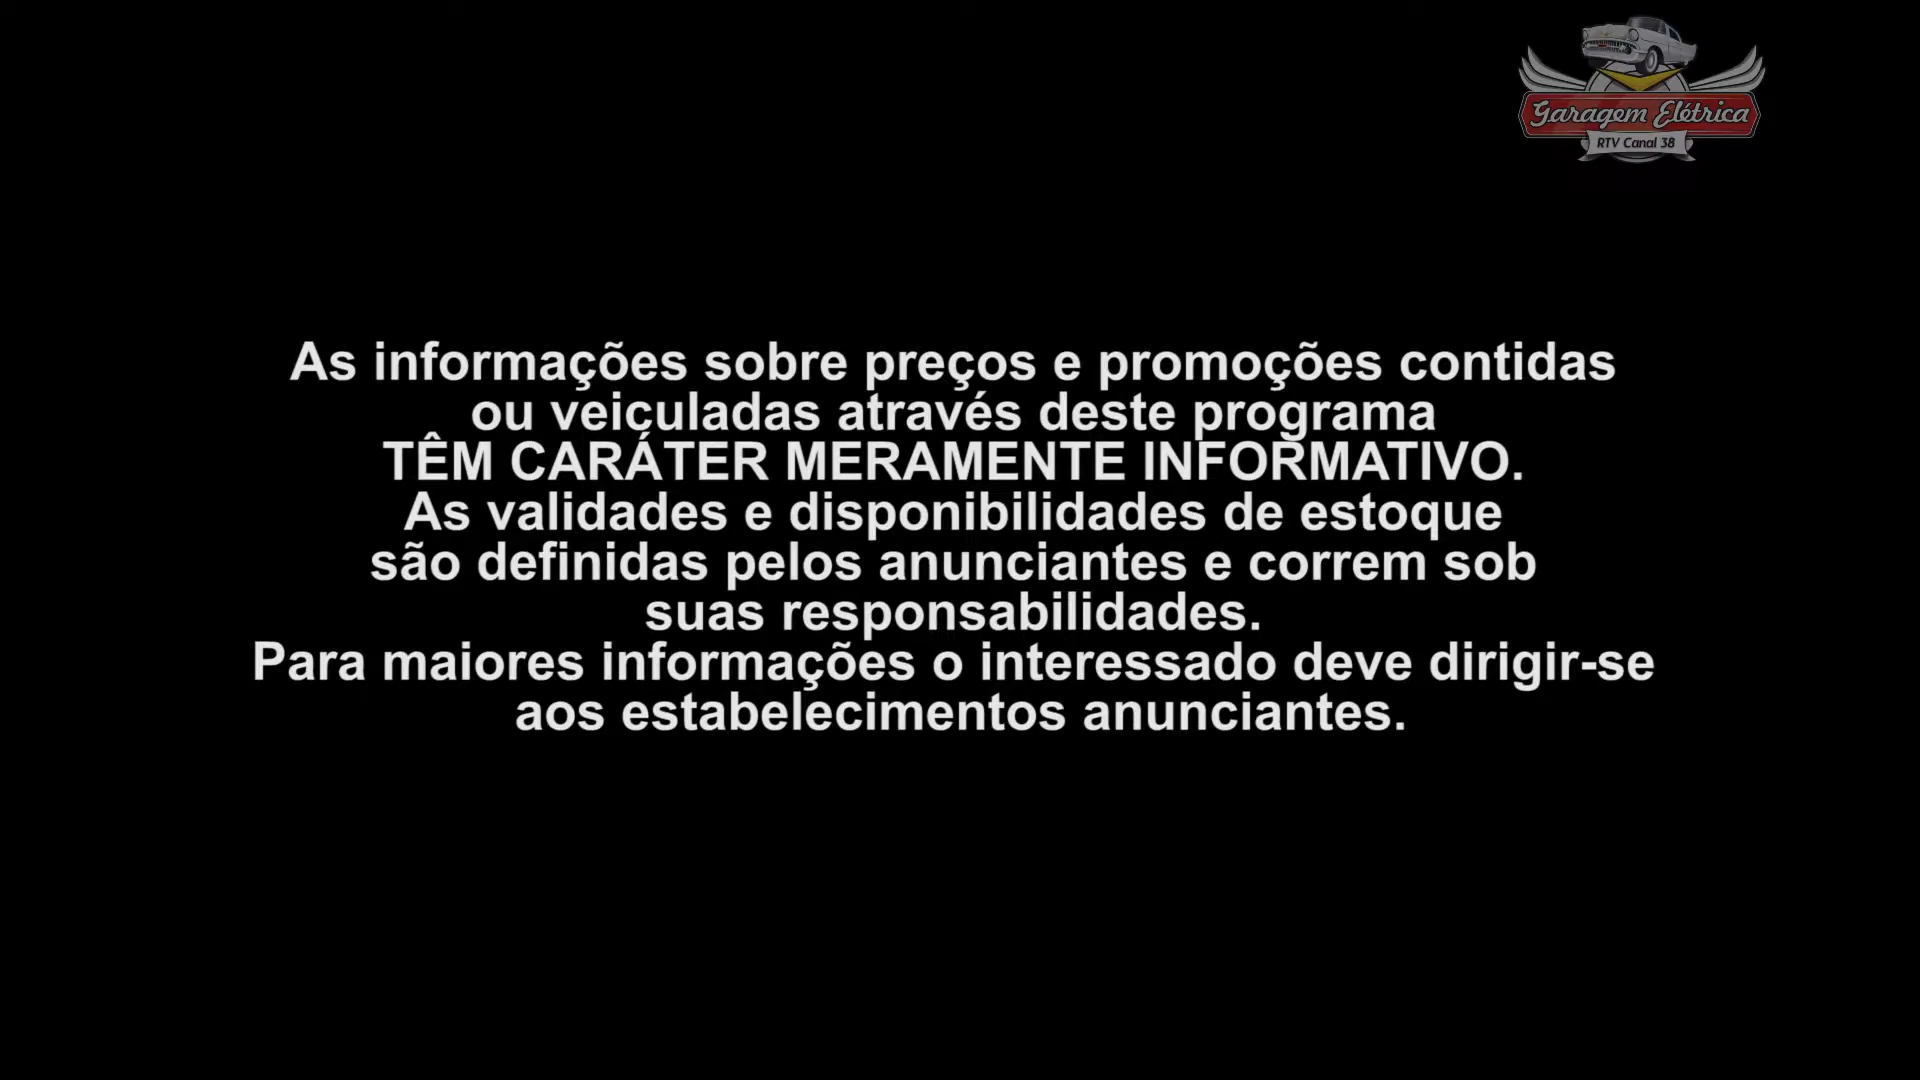 Garagem Elétrica
RTV Canal 38
As informações sobre preços e promoções contidas
ou veiculadas através deste programa
TÊM CARÁTER MERAMENTE INFORMATIVO.
As validades e disponibilidades de estoque
são definidas pelos anunciantes e correm sob
suas responsabilidades.
Para maiores informações o interessado deve dirigir-se
aos estabelecimentos anunciantes.